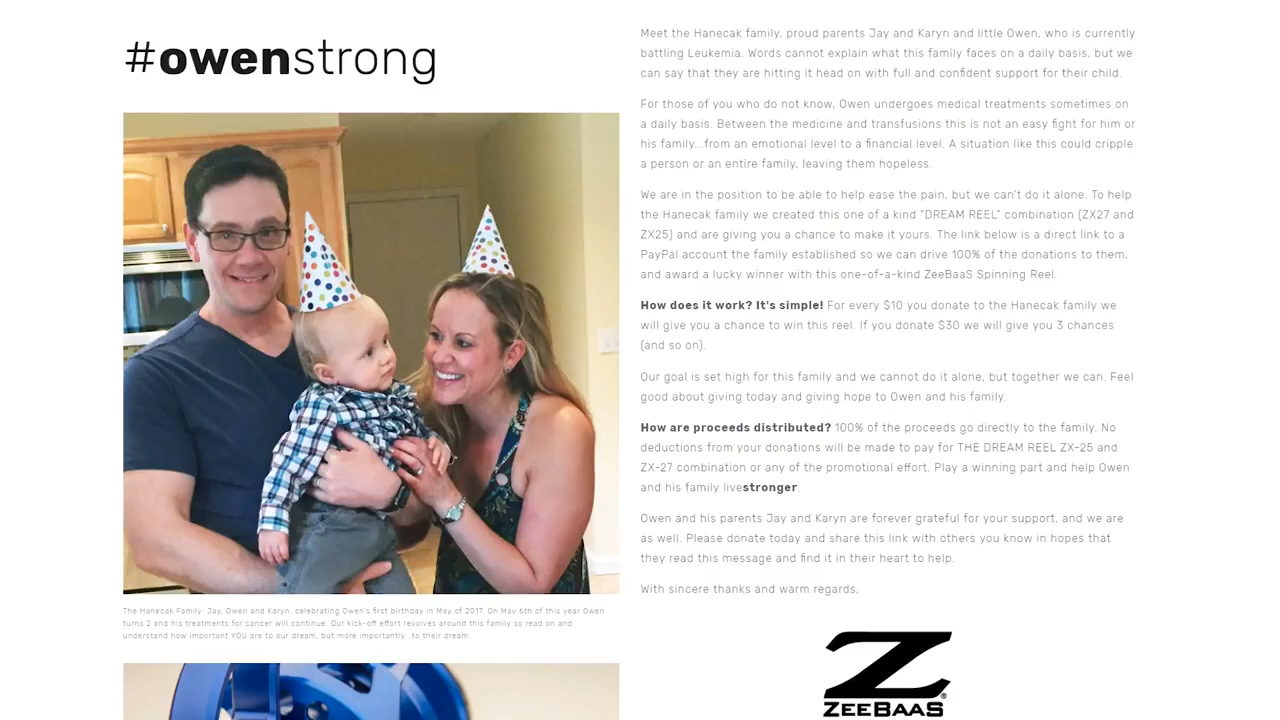 #owenstrong
Meet the Hanecak family, proud parents Jay and Karyn and little Owen, who is currently
battling Leukemia. Words cannot explain what this family faces on a daily basis, but we
can say that they are hitting it head on with full and confident support for their child.
For those of you who do not know, Owen undergoes medical treatments sometimes on
a daily basis. Between the medicine and transfusions this is not an easy fight for him or
his family...from an emotional level to a financial level. A situation like this could cripple
a person or an entire family, leaving them hopeless.
We are in the position to be able to help ease the pain, but we can't do it alone. To help
the Hanecak family we created this one of a kind "DREAM REEL" combination (ZX27 and
ZX25) and are giving you a chance to make it yours. The link below is a direct link to a
PayPal account the family established so we can drive 100% of the donations to them,
and award a lucky winner with this one-of-a-kind ZeeBaaS Spinning Reel.
How does it work? It's simple! For every $10 you donate to the Hanecak family we
will give you a chance to win this reel. If you donate $30 we will give you 3 chances
(and so on).
Our goal is set high for this family and we cannot do it alone, but together we can. Feel
good about giving today and giving hope to Owen and his family.
How are proceeds distributed? 100% of the proceeds go directly to the family. No
deductions from your donations will be made to pay for THE DREAM REEL ZX-25 and
ZX-27 combination or any of the promotional effort. Play a winning part and help Owen
and his family livestronger.
Owen and his parents Jay and Karyn are forever grateful for your support, and we are
as well. Please donate today and share this link with others you know in hopes that
they read this message and find it in their heart to help.
With sincere thanks and warm regards,
The Hanecak Family. Jay, Owen and Karyn, celebrating Owen's first birthday in May of 2017. On May 6th of this year Owen
turns 2 and his treatments for cancer will continue. Our kick-off effort revolves around this family so read on and
understand how important YOU are to our dream, but more importantly...to their dream.
Z®
ZEEBAAS